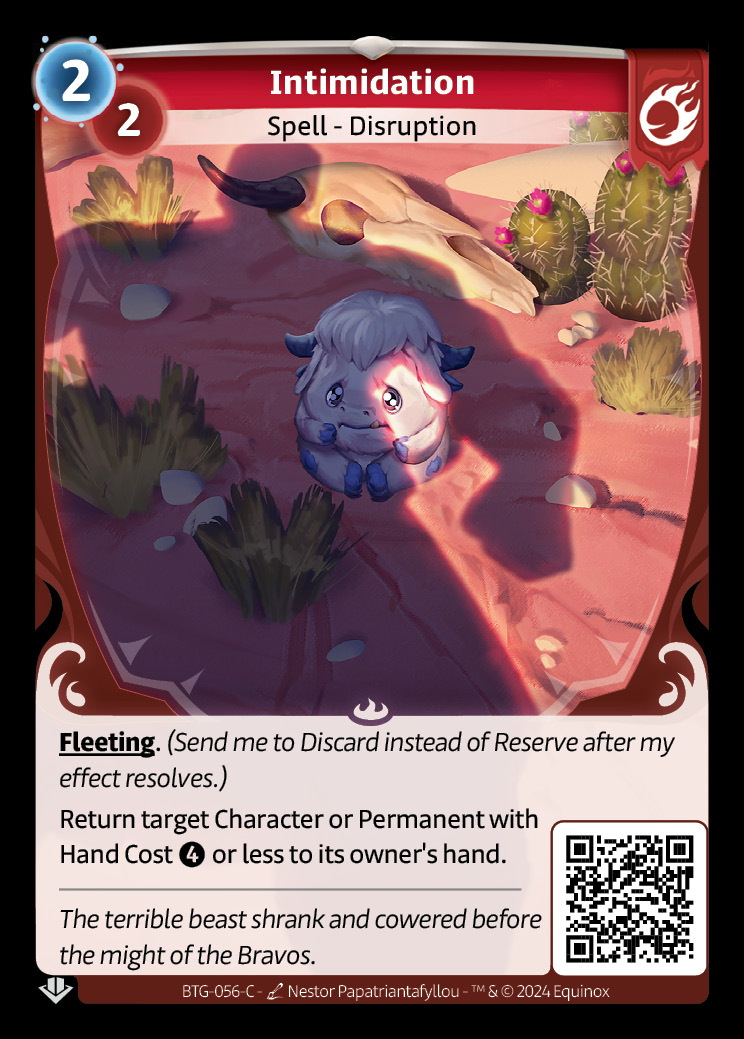 2
Intimidation
2
Spell - Disruption
Fleeting. (Send me to Discard instead of Reserve after my
effect resolves.)
Return target Character or Permanent with
Hand Cost 4 or less to its owner's hand.
The terrible beast shrank and cowered before
the might of the Bravos.
BTG-056-C - Nestor Papatriantafyllou - ™ & © 2024 Equinox